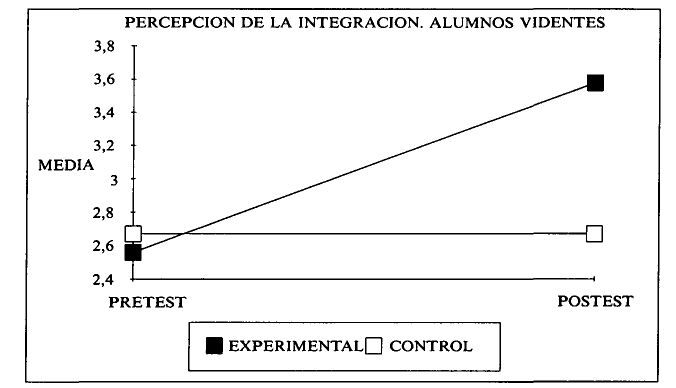 PERCEPCION DE LA INTEGRACION. ALUMNOS VIDENTES
3,8
3,6
3,4
3,2
MEDIA
3
2,8
2,6
2,4
PRETEST
POSTEST
EXPERIMENTAL
CONTROL